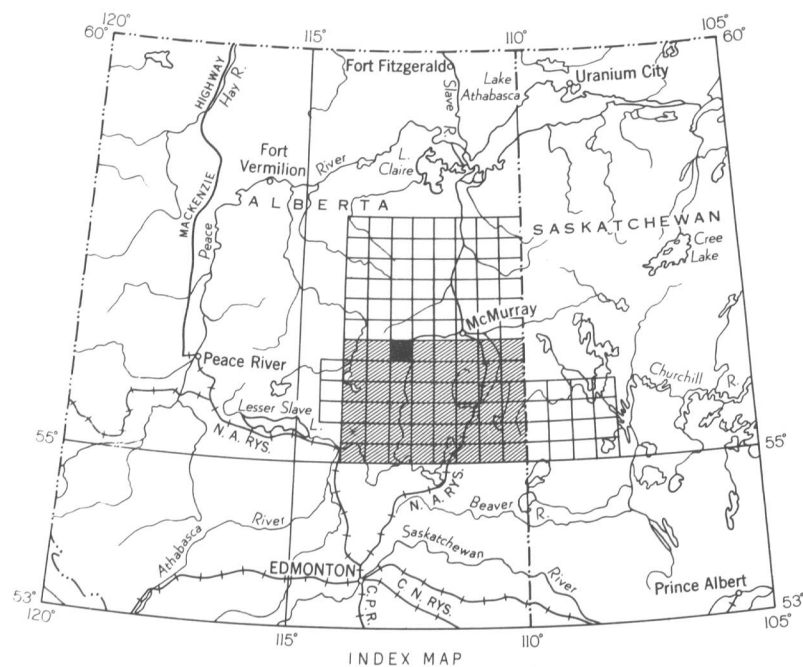 120°
60°
115°
110°
105°
60°
HIGHWAY
Hay R.
Fort Fitzgerald
Slave R.
Lake
Athabasca
Uranium City
Fort
Vermilion
River
L.
Claire
ALBERTA
MACKENZIE
Peace
SASKATCHEWAN
Cree
Lake
McMurray
Peace River
Churchill
R.
Lesser Slave
L.
N. A. RYS.
55°
55°
N. A. RYS.
Beaver
R.
Athabasca
River
Saskatchewan
River
EDMONTON
C. P. R.
C N. RYS.
Prince Albert
53°
120°
115°
110°
53°
105°
INDEX MAP